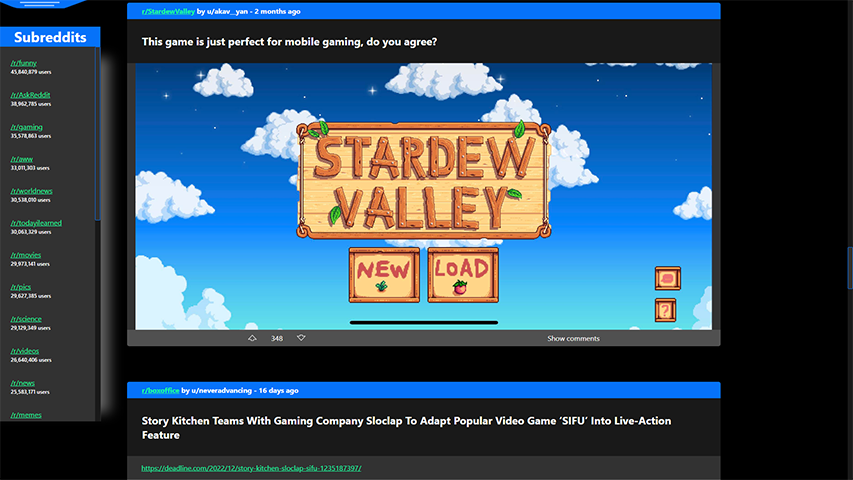 Subreddits
/r/funny
45,840,879 users
/r/AskReddit
38,962,785 users
/r/gaming
35,578,863 users
/r/aww
33,011,303 users
/r/worldnews
30,538,010 users
/r/todayilearned
30,063,329 users
/r/movies
29,973,141 users
/r/pics
29,627,385 users
/r/science
29,129,349 users
/r/videos
26,640,406 users
/r/news
25,583,171 users
/r/memes
r/StardewValley by u/akav__yan - 2 months ago
This game is just perfect for mobile gaming, do you agree?
STARDEW
VALLEY
NEW LOAD
?
348 Show comments
r/boxoffice by u/neveradvancing - 16 days ago
Story Kitchen Teams With Gaming Company Sloclap To Adapt Popular Video Game ‘SIFU’ Into Live-Action
Feature
https://deadline.com/2022/12/story-kitchen-sloclap-sifu-1235187397/